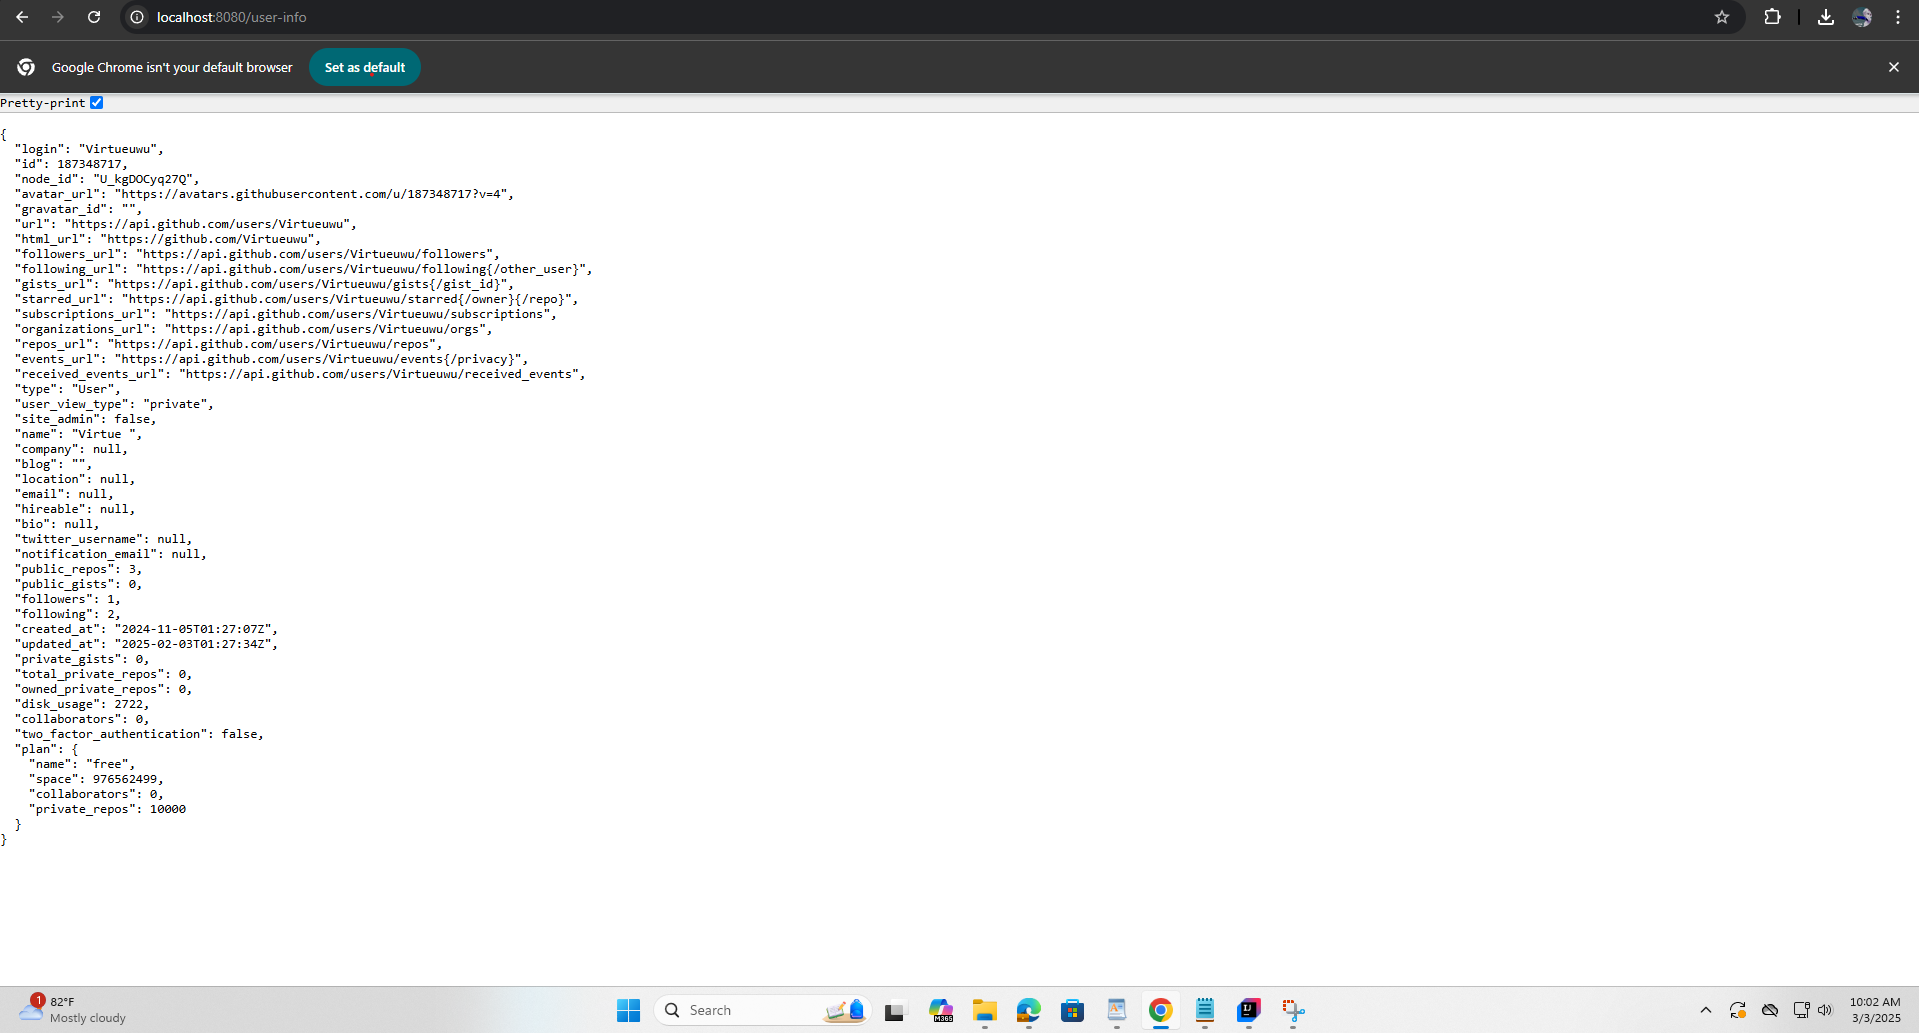 localhost:8080/user-info
Google Chrome isn't your default browser
Set as default
Pretty-print
{
  "login": "Virtueuwu",
  "id": 187348717,
  "node_id": "U_kgDOCyq27Q",
  "avatar_url": "https://avatars.githubusercontent.com/u/187348717?v=4",
  "gravatar_id": "",
  "url": "https://api.github.com/users/Virtueuwu",
  "html_url": "https://github.com/Virtueuwu",
  "followers_url": "https://api.github.com/users/Virtueuwu/followers",
  "following_url": "https://api.github.com/users/Virtueuwu/following{/other_user}",
  "gists_url": "https://api.github.com/users/Virtueuwu/gists{/gist_id}",
  "starred_url": "https://api.github.com/users/Virtueuwu/starred{/owner}{/repo}",
  "subscriptions_url": "https://api.github.com/users/Virtueuwu/subscriptions",
  "organizations_url": "https://api.github.com/users/Virtueuwu/orgs",
  "repos_url": "https://api.github.com/users/Virtueuwu/repos",
  "events_url": "https://api.github.com/users/Virtueuwu/events{/privacy}",
  "received_events_url": "https://api.github.com/users/Virtueuwu/received_events",
  "type": "User",
  "user_view_type": "private",
  "site_admin": false,
  "name": "Virtue ",
  "company": null,
  "blog": "",
  "location": null,
  "email": null,
  "hireable": null,
  "bio": null,
  "twitter_username": null,
  "notification_email": null,
  "public_repos": 3,
  "public_gists": 0,
  "followers": 1,
  "following": 2,
  "created_at": "2024-11-05T01:27:07Z",
  "updated_at": "2025-02-03T01:27:34Z",
  "private_gists": 0,
  "total_private_repos": 0,
  "owned_private_repos": 0,
  "disk_usage": 2722,
  "collaborators": 0,
  "two_factor_authentication": false,
  "plan": {
    "name": "free",
    "space": 976562499,
    "collaborators": 0,
    "private_repos": 10000
  }
}
1
82°F
Mostly cloudy
Search
M365
IJ
10:02 AM
3/3/2025